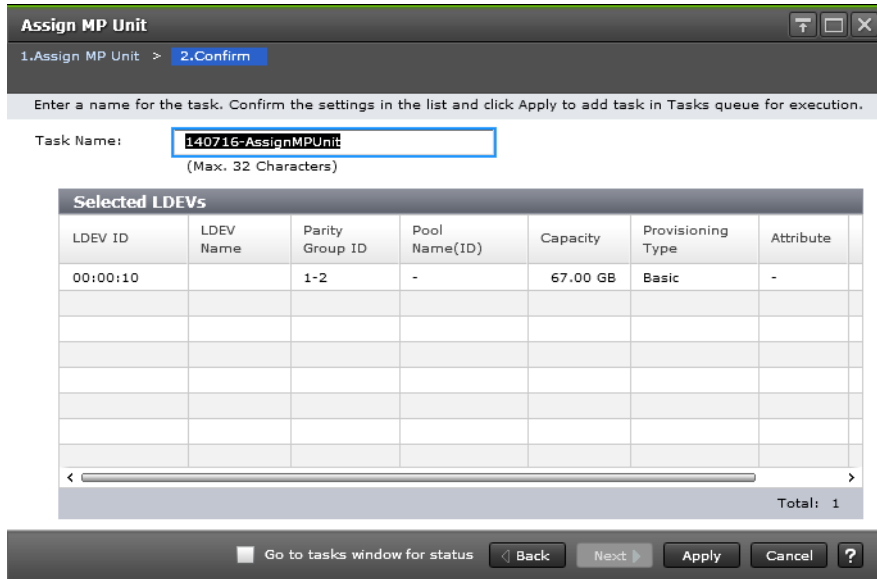 Assign MP Unit
1.Assign MP Unit > 2.Confirm
Enter a name for the task. Confirm the settings in the list and click Apply to add task in Tasks queue for execution.
Task Name: 140716-AssignMPUnit
(Max. 32 Characters)
Selected LDEVs
LDEV ID LDEV Name Parity Group ID Pool Name(ID) Capacity Provisioning Type Attribute
00:00:10 1-2 - 67.00 GB Basic -
Total: 1
Go to tasks window for status Back Next Apply Cancel ?